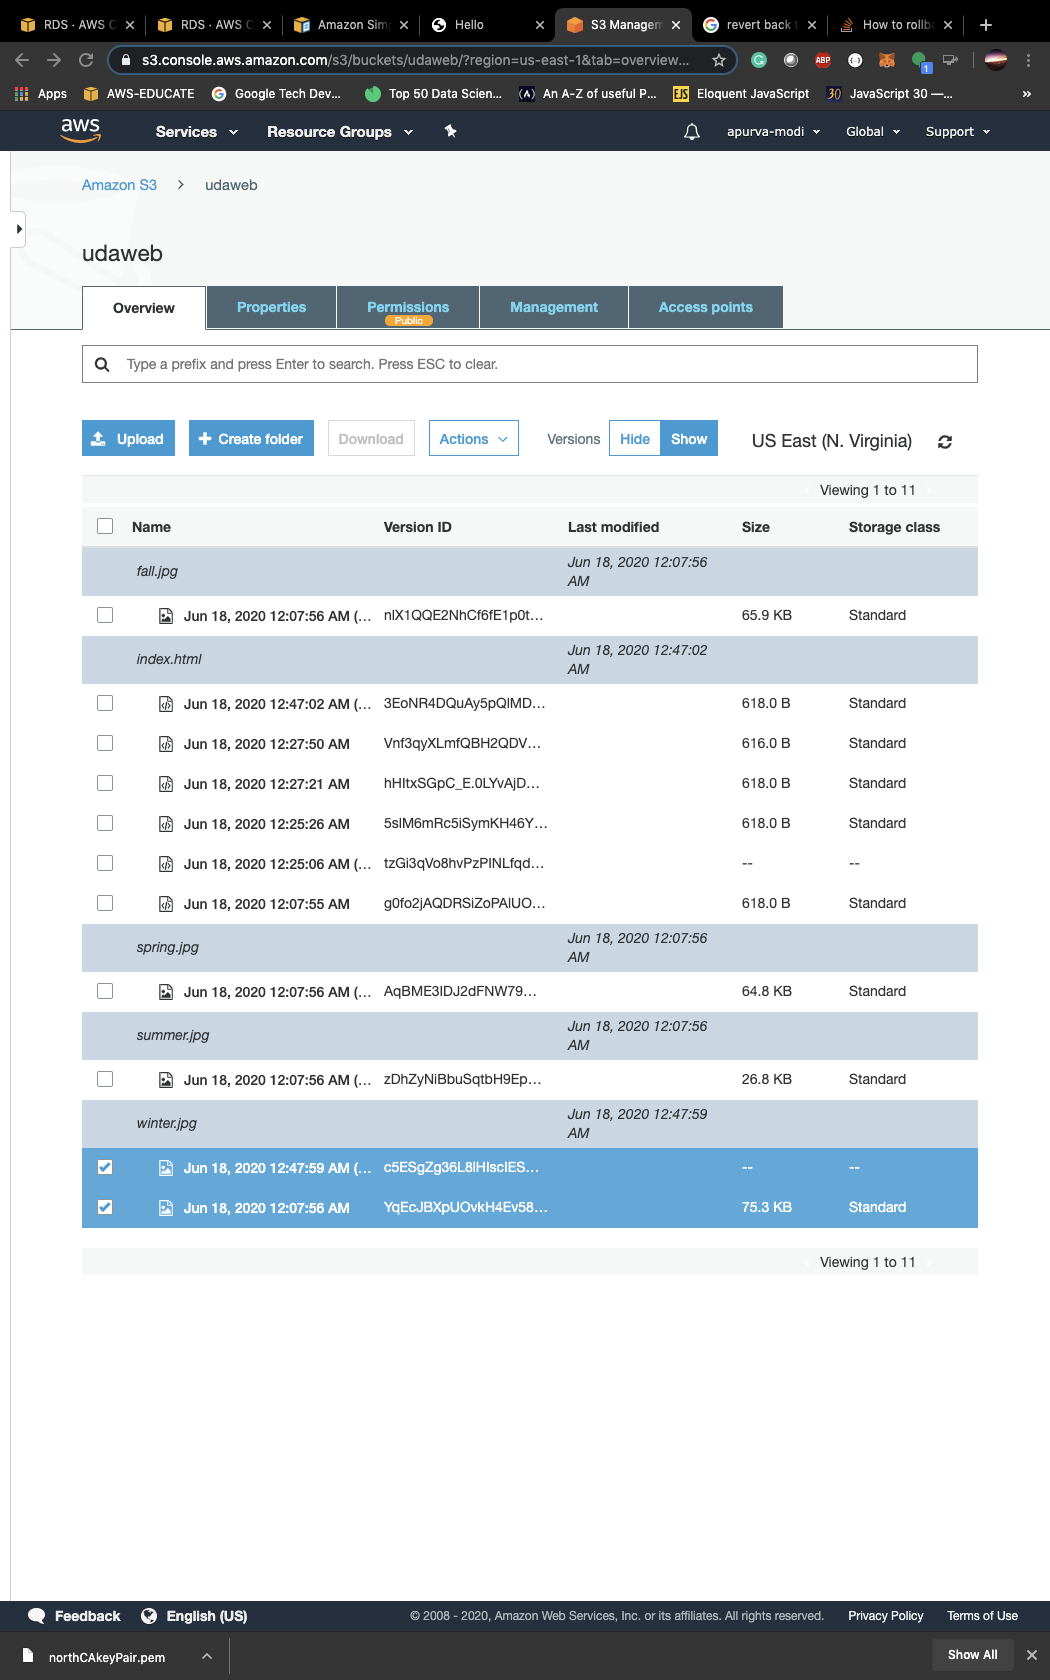 RDS · AWS C
RDS · AWS C
Amazon Sim
Hello
S3 Managem
revert back t
How to rollba
s3.console.aws.amazon.com/s3/buckets/udaweb/?region=us-east-1&tab=overview...
ABP
1
Apps
AWS-EDUCATE
Google Tech Dev...
Top 50 Data Scien...
An A-Z of useful P...
EJS
Eloquent JavaScript
30
JavaScript 30 —...
»
aws
Services
Resource Groups
apurva-modi
Global
Support
Amazon S3 > udaweb
udaweb
Overview
Properties
Permissions
Public
Management
Access points
Type a prefix and press Enter to search. Press ESC to clear.
Upload
+ Create folder
Download
Actions
Versions
Hide
Show
US East (N. Virginia)
Viewing 1 to 11
Name Version ID Last modified Size Storage class
fall.jpg Jun 18, 2020 12:07:56 AM
Jun 18, 2020 12:07:56 AM (... nlX1QQE2NhCf6fE1p0t... 65.9 KB Standard
index.html Jun 18, 2020 12:47:02 AM
Jun 18, 2020 12:47:02 AM (... 3EoNR4DQuAy5pQlMD... 618.0 B Standard
Jun 18, 2020 12:27:50 AM Vnf3qyXLmfQBH2QDV... 616.0 B Standard
Jun 18, 2020 12:27:21 AM hHItxSGpC_E.0LYvAjD... 618.0 B Standard
Jun 18, 2020 12:25:26 AM 5slM6mRc5iSymKH46Y... 618.0 B Standard
Jun 18, 2020 12:25:06 AM (... tzGi3qVo8hvPzPINLfqd... -- --
Jun 18, 2020 12:07:55 AM g0fo2jAQDRSiZoPAlUO... 618.0 B Standard
spring.jpg Jun 18, 2020 12:07:56 AM
Jun 18, 2020 12:07:56 AM (... AqBME3lDJ2dFNW79... 64.8 KB Standard
summer.jpg Jun 18, 2020 12:07:56 AM
Jun 18, 2020 12:07:56 AM (... zDhZyNiBbuSqtbH9Ep... 26.8 KB Standard
winter.jpg Jun 18, 2020 12:47:59 AM
Jun 18, 2020 12:47:59 AM (... c5ESgZg36L8lHIsclES... -- --
Jun 18, 2020 12:07:56 AM YqEcJBXpUOvkH4Ev58... 75.3 KB Standard
Viewing 1 to 11
Feedback
English (US)
© 2008 - 2020, Amazon Web Services, Inc. or its affiliates. All rights reserved.
Privacy Policy
Terms of Use
northCAkeyPair.pem
Show All